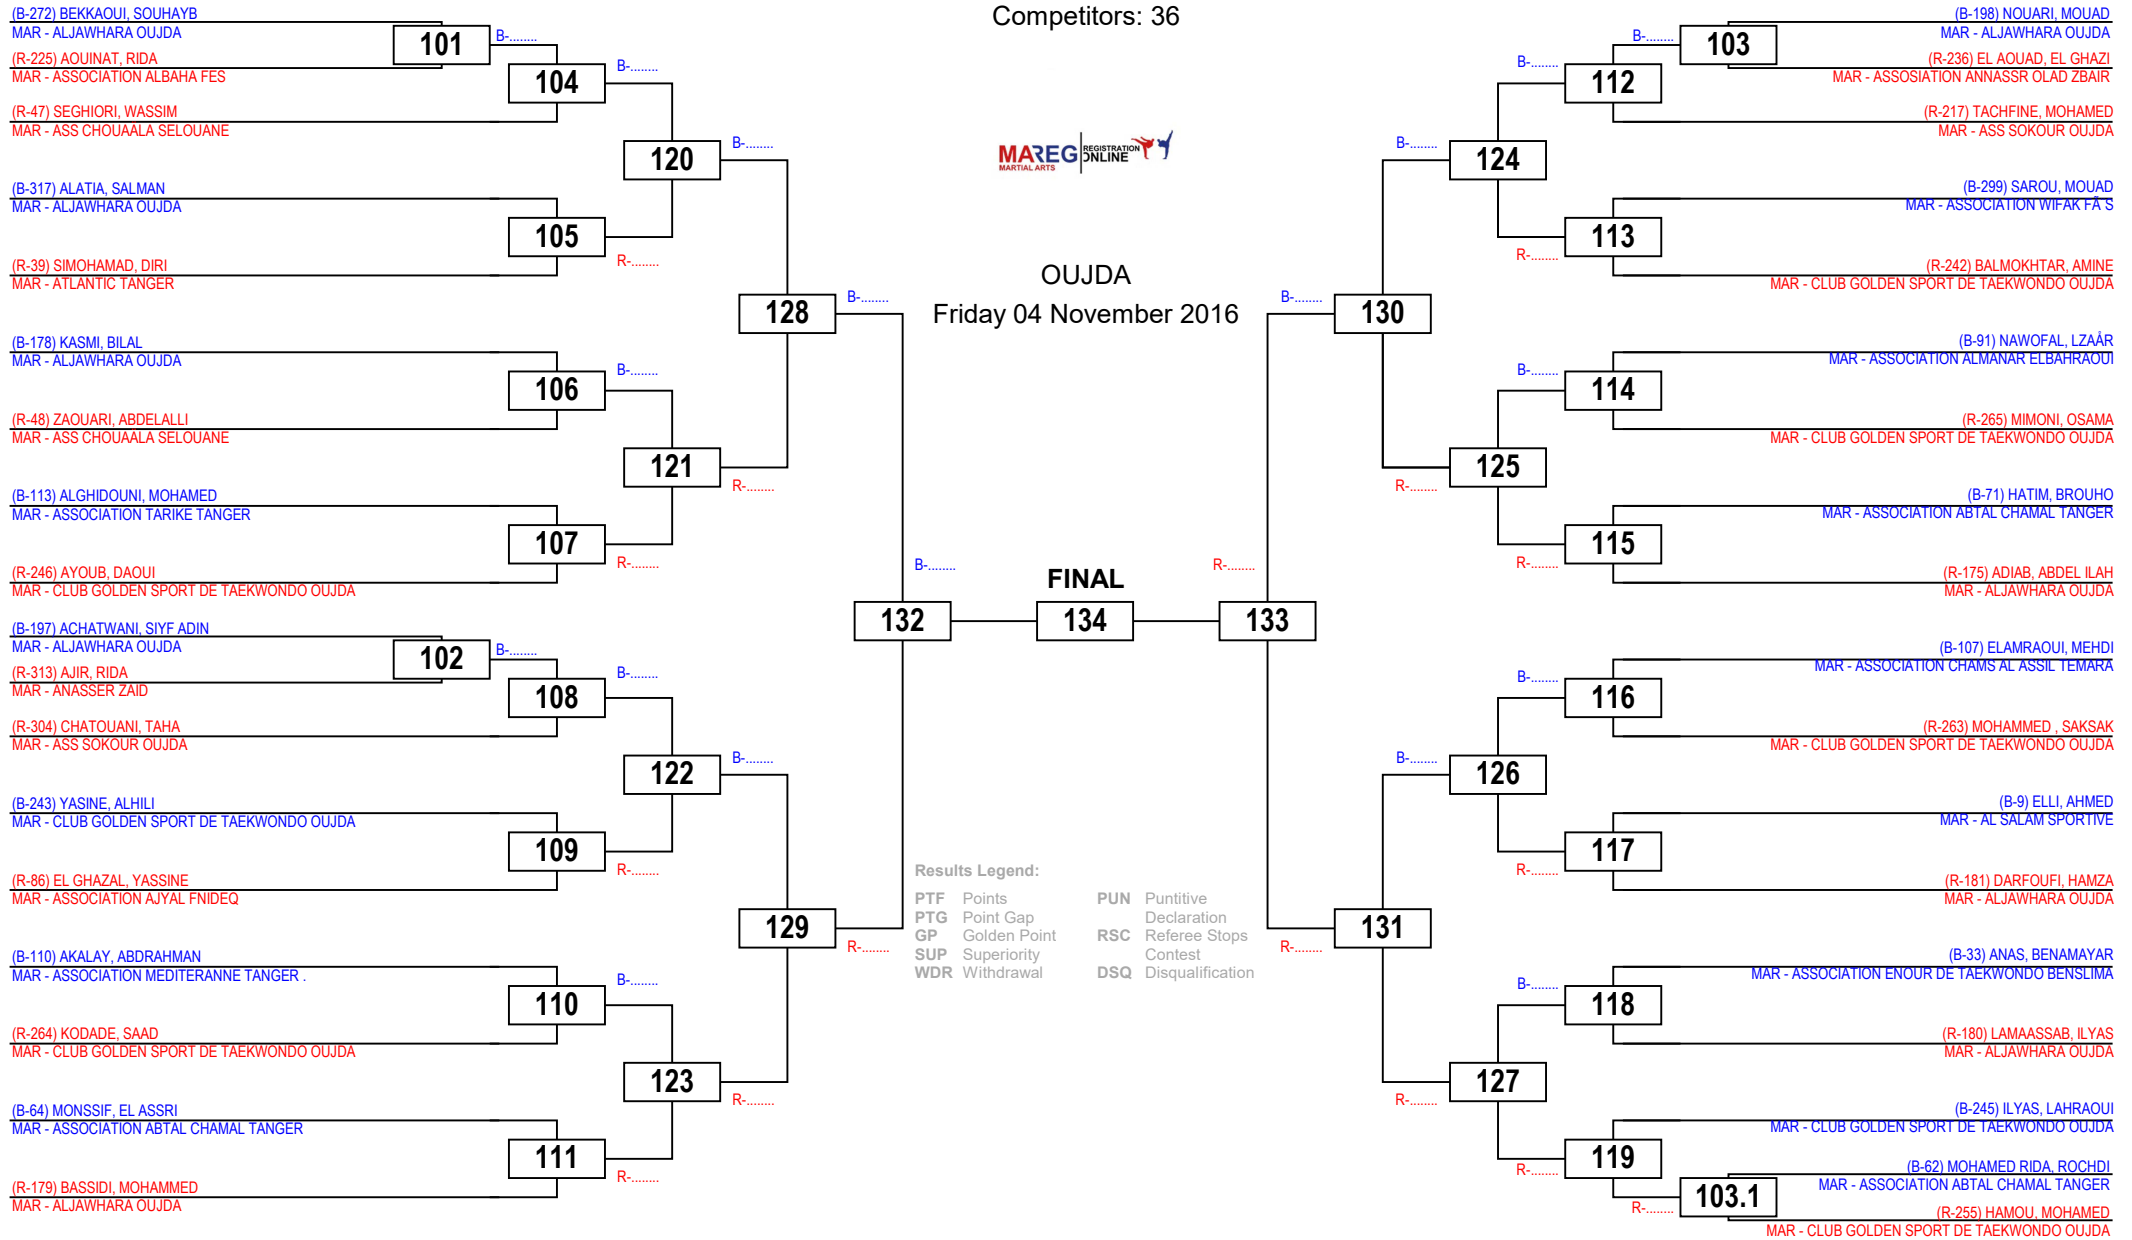 Competitors: 36
MAREG
MARTIAL ARTS
REGISTRATION
ONLINE
OUJDA
Friday 04 November 2016
(B-272) BEKKAOUI, SOUHAYB
MAR - ALJAWHARA OUJDA
101
B-........
(R-225) AOUINAT, RIDA
MAR - ASSOCIATION ALBAHA FES
104
B-........
(R-47) SEGHIORI, WASSIM
MAR - ASS CHOUAALA SELOUANE
120
B-........
(B-317) ALATIA, SALMAN
MAR - ALJAWHARA OUJDA
105
R-........
(R-39) SIMOHAMAD, DIRI
MAR - ATLANTIC TANGER
128
B-........
(B-178) KASMI, BILAL
MAR - ALJAWHARA OUJDA
106
B-........
(R-48) ZAOUARI, ABDELALLI
MAR - ASS CHOUAALA SELOUANE
121
R-........
(B-113) ALGHIDOUNI, MOHAMED
MAR - ASSOCIATION TARIKE TANGER
107
R-........
(R-246) AYOUB, DAOUI
MAR - CLUB GOLDEN SPORT DE TAEKWONDO OUJDA
B-........
132
(B-197) ACHATWANI, SIYF ADIN
MAR - ALJAWHARA OUJDA
102
B-........
(R-313) AJIR, RIDA
MAR - ANASSER ZAID
108
B-........
(R-304) CHATOUANI, TAHA
MAR - ASS SOKOUR OUJDA
122
B-........
(B-243) YASINE, ALHILI
MAR - CLUB GOLDEN SPORT DE TAEKWONDO OUJDA
109
R-........
(R-86) EL GHAZAL, YASSINE
MAR - ASSOCIATION AJYAL FNIDEQ
129
R-........
(B-110) AKALAY, ABDRAHMAN
MAR - ASSOCIATION MEDITERANNE TANGER .
110
B-........
(R-264) KODADE, SAAD
MAR - CLUB GOLDEN SPORT DE TAEKWONDO OUJDA
123
R-........
(B-64) MONSSIF, EL ASSRI
MAR - ASSOCIATION ABTAL CHAMAL TANGER
111
R-........
(R-179) BASSIDI, MOHAMMED
MAR - ALJAWHARA OUJDA
FINAL
134
Results Legend:
PTF Points
PTG Point Gap
GP Golden Point
SUP Superiority
WDR Withdrawal
PUN Puntitive
Declaration
RSC Referee Stops
Contest
DSQ Disqualification
(B-198) NOUARI, MOUAD
MAR - ALJAWHARA OUJDA
103
B-........
(R-236) EL AOUAD, EL GHAZI
MAR - ASSOSIATION ANNASSR OLAD ZBAIR
112
B-........
(R-217) TACHFINE, MOHAMED
MAR - ASS SOKOUR OUJDA
124
B-........
(B-299) SAROU, MOUAD
MAR - ASSOCIATION WIFAK FÃ S
113
R-........
(R-242) BALMOKHTAR, AMINE
MAR - CLUB GOLDEN SPORT DE TAEKWONDO OUJDA
130
B-........
(B-91) NAWOFAL, LZAÂR
MAR - ASSOCIATION ALMANAR ELBAHRAOUI
114
B-........
(R-265) MIMONI, OSAMA
MAR - CLUB GOLDEN SPORT DE TAEKWONDO OUJDA
125
R-........
(B-71) HATIM, BROUHO
MAR - ASSOCIATION ABTAL CHAMAL TANGER
115
R-........
(R-175) ADIAB, ABDEL ILAH
MAR - ALJAWHARA OUJDA
R-........
133
(B-107) ELAMRAOUI, MEHDI
MAR - ASSOCIATION CHAMS AL ASSIL TEMARA
116
B-........
(R-263) MOHAMMED , SAKSAK
MAR - CLUB GOLDEN SPORT DE TAEKWONDO OUJDA
126
B-........
(B-9) ELLI, AHMED
MAR - AL SALAM SPORTIVE
117
R-........
(R-181) DARFOUFI, HAMZA
MAR - ALJAWHARA OUJDA
131
R-........
(B-33) ANAS, BENAMAYAR
MAR - ASSOCIATION ENOUR DE TAEKWONDO BENSLIMA
118
B-........
(R-180) LAMAASSAB, ILYAS
MAR - ALJAWHARA OUJDA
127
R-........
(B-245) ILYAS, LAHRAOUI
MAR - CLUB GOLDEN SPORT DE TAEKWONDO OUJDA
119
R-........
(B-62) MOHAMED RIDA, ROCHDI
MAR - ASSOCIATION ABTAL CHAMAL TANGER
103.1
R-........
(R-255) HAMOU, MOHAMED
MAR - CLUB GOLDEN SPORT DE TAEKWONDO OUJDA